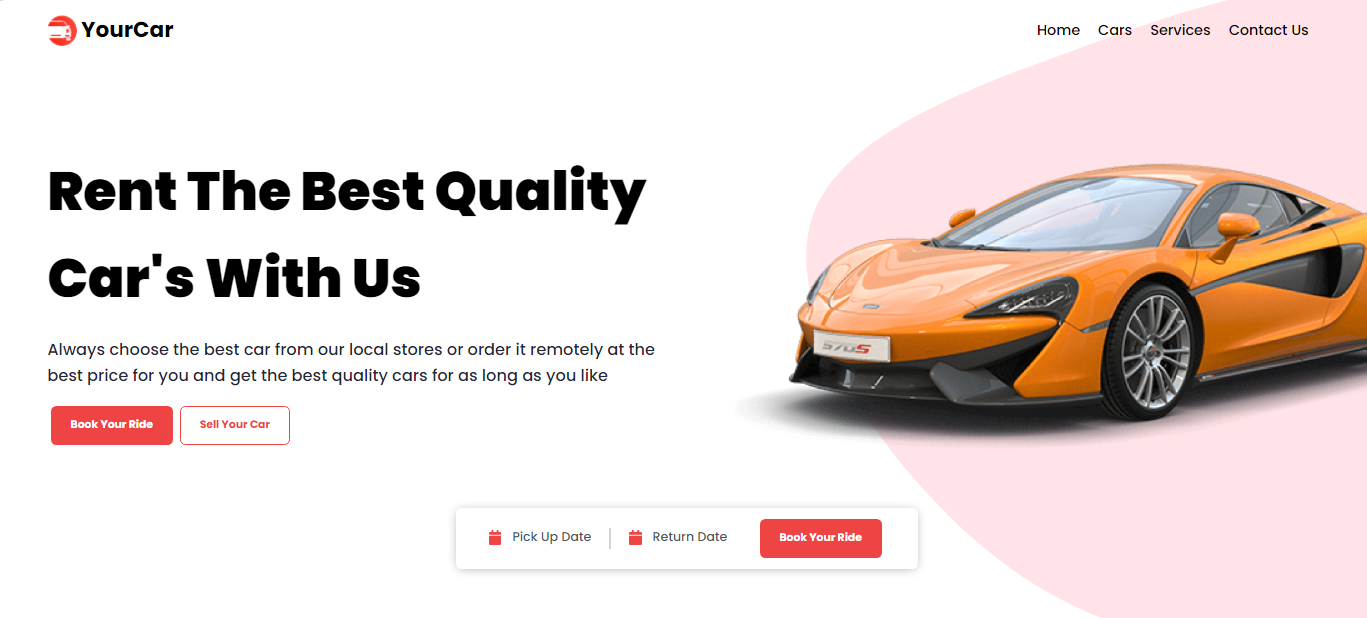 YourCar
Home Cars Services Contact Us
Rent The Best Quality
Car's With Us
Always choose the best car from our local stores or order it remotely at the
best price for you and get the best quality cars for as long as you like
Book Your Ride Sell Your Car
570S
Pick Up Date Return Date Book Your Ride